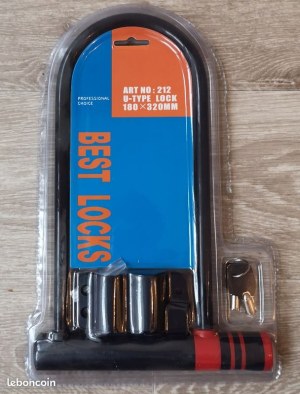 ART NO: 212
U-TYPE LOCK
180×320MM
PROFESSIONAL
CHOICE
BEST LOCKS
leboncoin